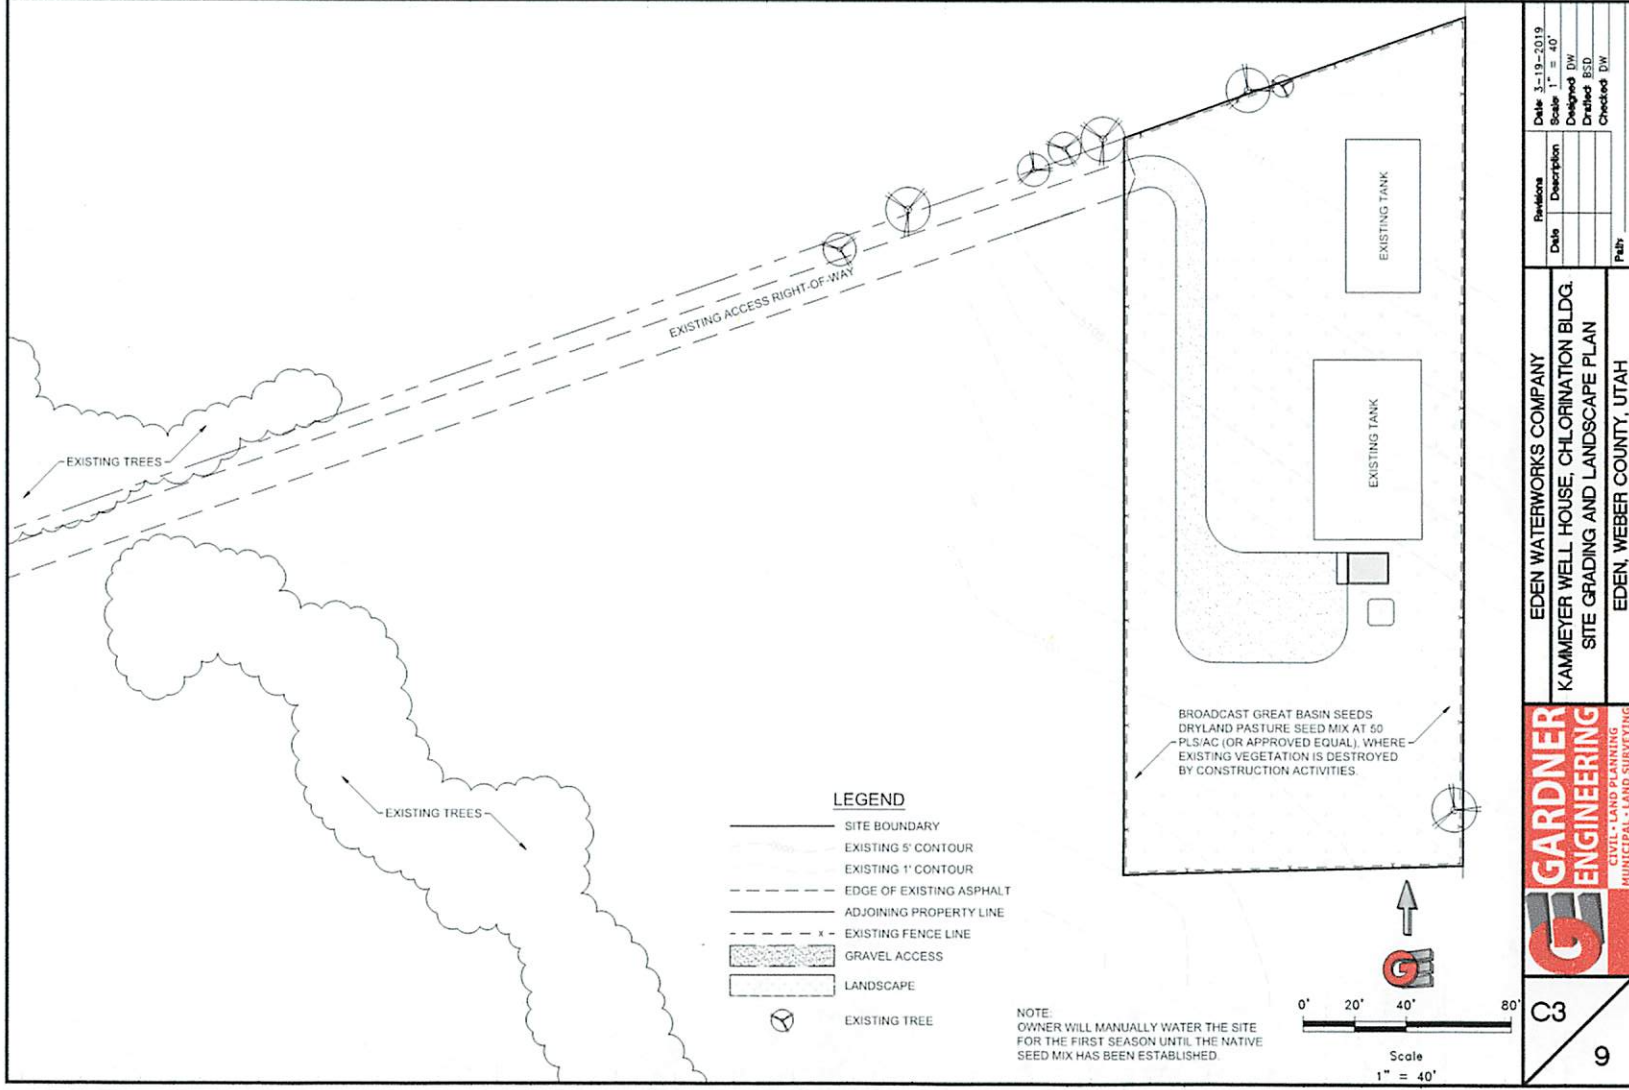 EXISTING TANK
EXISTING TANK
EXISTING ACCESS RIGHT-OF-WAY
EXISTING TREES
EXISTING TREES
BROADCAST GREAT BASIN SEEDS
DRYLAND PASTURE SEED MIX AT 50
PLS/AC (OR APPROVED EQUAL), WHERE
EXISTING VEGETATION IS DESTROYED
BY CONSTRUCTION ACTIVITIES.
LEGEND
SITE BOUNDARY
EXISTING 5' CONTOUR
EXISTING 1' CONTOUR
EDGE OF EXISTING ASPHALT
ADJOINING PROPERTY LINE
x
EXISTING FENCE LINE
GRAVEL ACCESS
LANDSCAPE
EXISTING TREE
NOTE:
OWNER WILL MANUALLY WATER THE SITE
FOR THE FIRST SEASON UNTIL THE NATIVE
SEED MIX HAS BEEN ESTABLISHED.
GE
0' 20' 40' 80'
Scale
1" = 40'
Revisions
Date Description
Date: 3-19-2019
Scale: 1" = 40'
Designed: DW
Drafted: BSD
Checked: DW
Path:
EDEN WATERWORKS COMPANY
KAMMEYER WELL HOUSE, CHLORINATION BLDG.
SITE GRADING AND LANDSCAPE PLAN
EDEN, WEBER COUNTY, UTAH
GE
GARDNER
ENGINEERING
CIVIL • LAND PLANNING
MUNICIPAL • LAND SURVEYING
C3
9